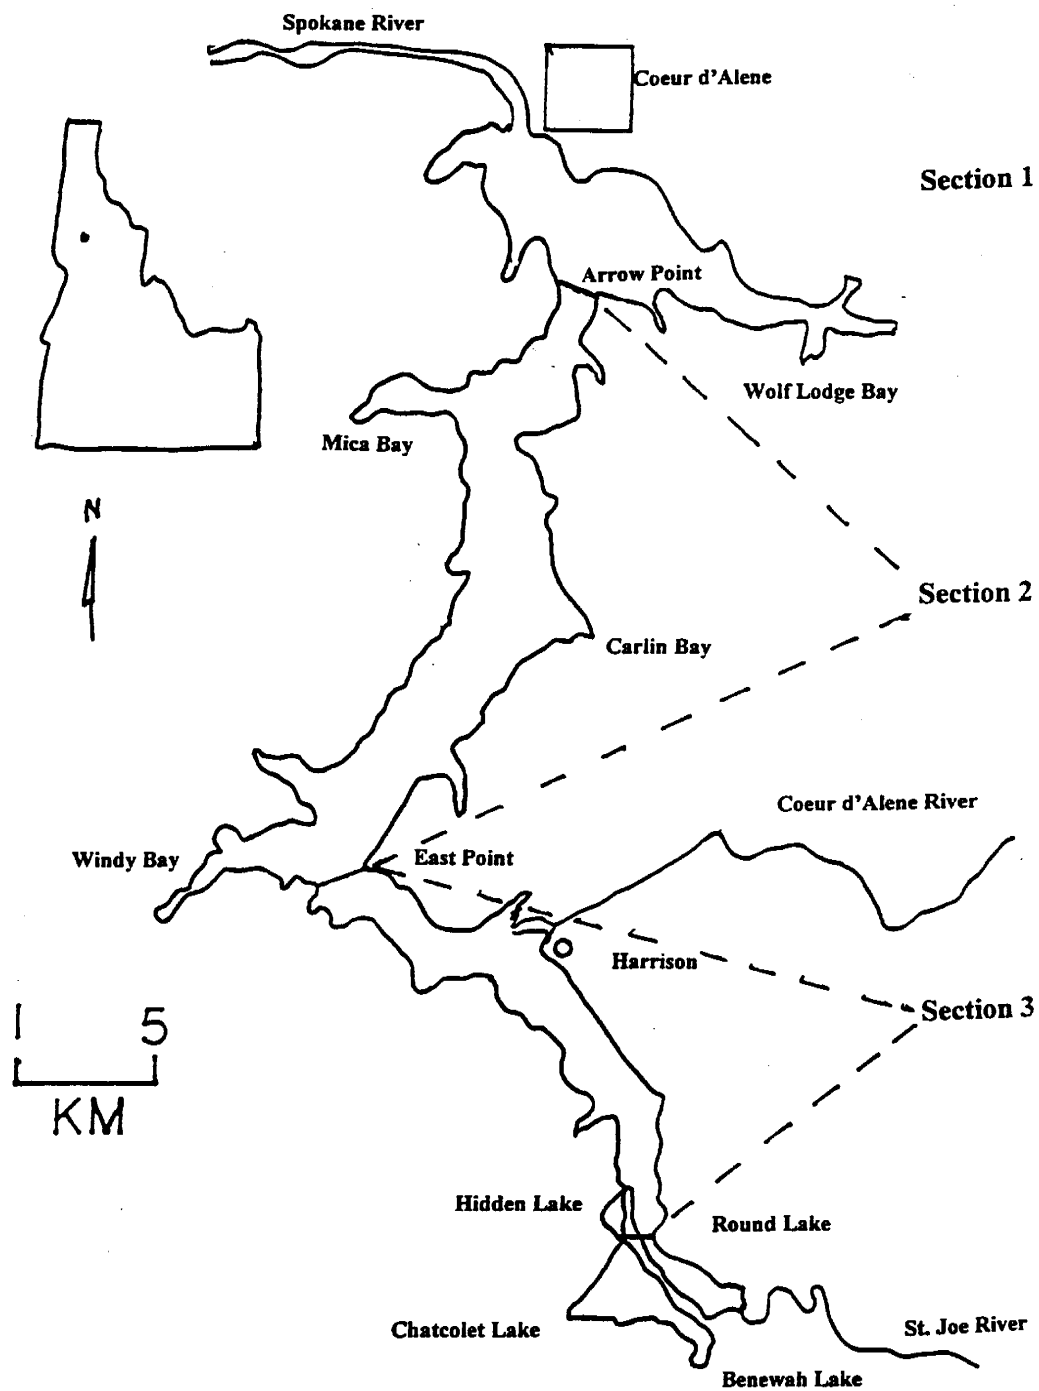 Spokane River
Coeur d'Alene
Section 1
Arrow Point
Wolf Lodge Bay
Mica Bay
N
Section 2
Carlin Bay
Coeur d'Alene River
Windy Bay
East Point
Harrison
Section 3
1 5
KM
Hidden Lake
Round Lake
Chatcolet Lake
St. Joe River
Benewah Lake